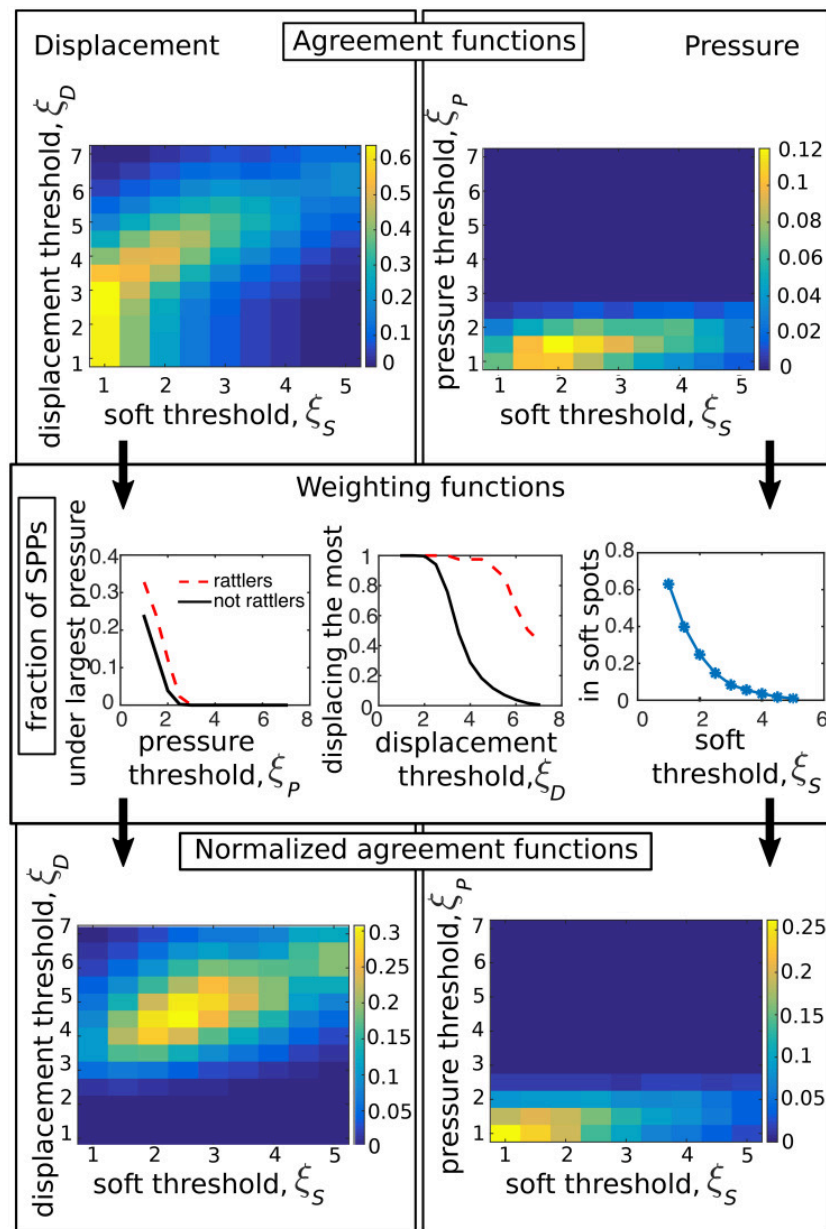 Agreement functions
Displacement
Pressure
displacement threshold, ξD
7
6
5
4
3
2
1
1 2 3 4 5
soft threshold, ξS
0.6
0.5
0.4
0.3
0.2
0.1
0
pressure threshold, ξP
7
6
5
4
3
2
1
1 2 3 4 5
soft threshold, ξS
0.12
0.1
0.08
0.06
0.04
0.02
0
Weighting functions
fraction of SPPs
under largest pressure
0.4
0.3
0.2
0.1
0
rattlers
not rattlers
0 2 4 6 8
pressure
threshold, ξP
displacing the most
1
0.8
0.6
0.4
0.2
0
0 2 4 6 8
displacement
threshold,ξD
in soft spots
0.8
0.6
0.4
0.2
0
0 2 4 6
soft
threshold, ξS
Normalized agreement functions
displacement threshold, ξD
7
6
5
4
3
2
1
1 2 3 4 5
soft threshold, ξS
0.3
0.25
0.2
0.15
0.1
0.05
0
pressure threshold, ξP
7
6
5
4
3
2
1
1 2 3 4 5
soft threshold, ξS
0.25
0.2
0.15
0.1
0.05
0